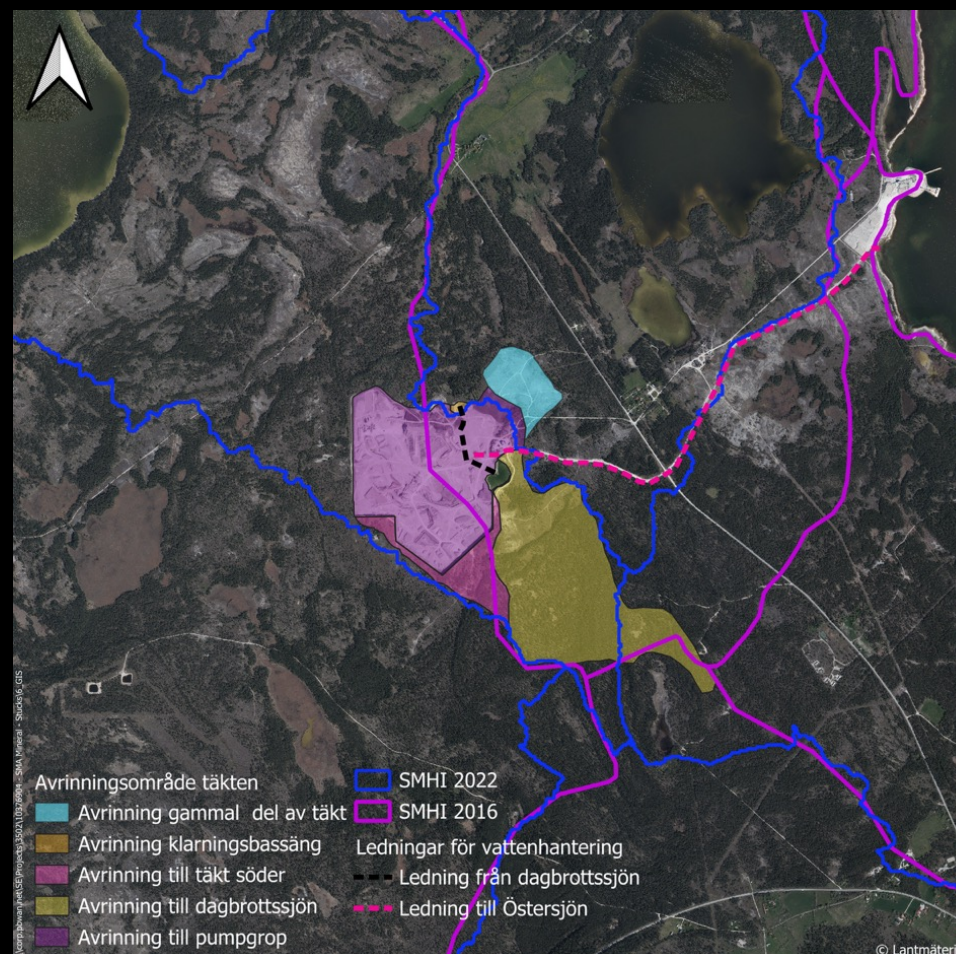 Avrinningsområde täkten
Avrinning gammal del av täkt
Avrinning klarningsbassäng
Avrinning till täkt söder
Avrinning till dagbrottssjön
Avrinning till pumpgrop
SMHI 2022
SMHI 2016
Ledningar för vattenhantering
Ledning från dagbrottssjön
Ledning till Östersjön
© Lantmäteri